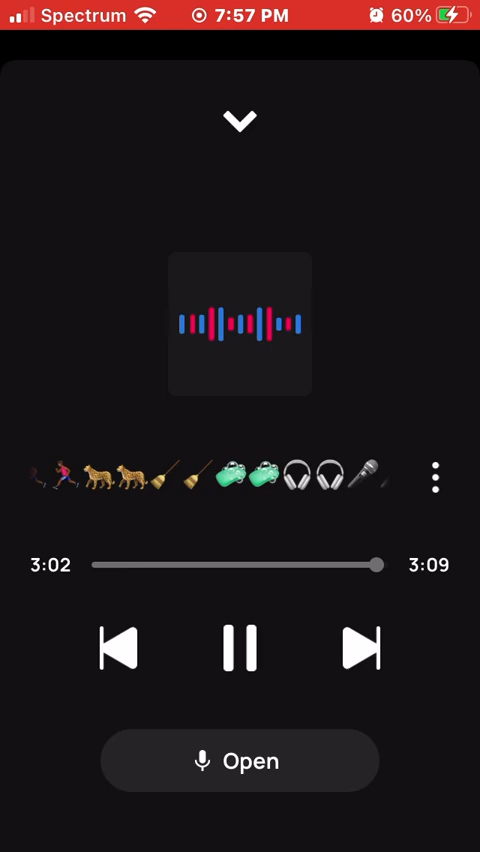 Spectrum 7:57 PM 60%
🏃🏾🐆🐆🧹🧹🧼🧼🎧🎧🎤
3:02 3:09
Open